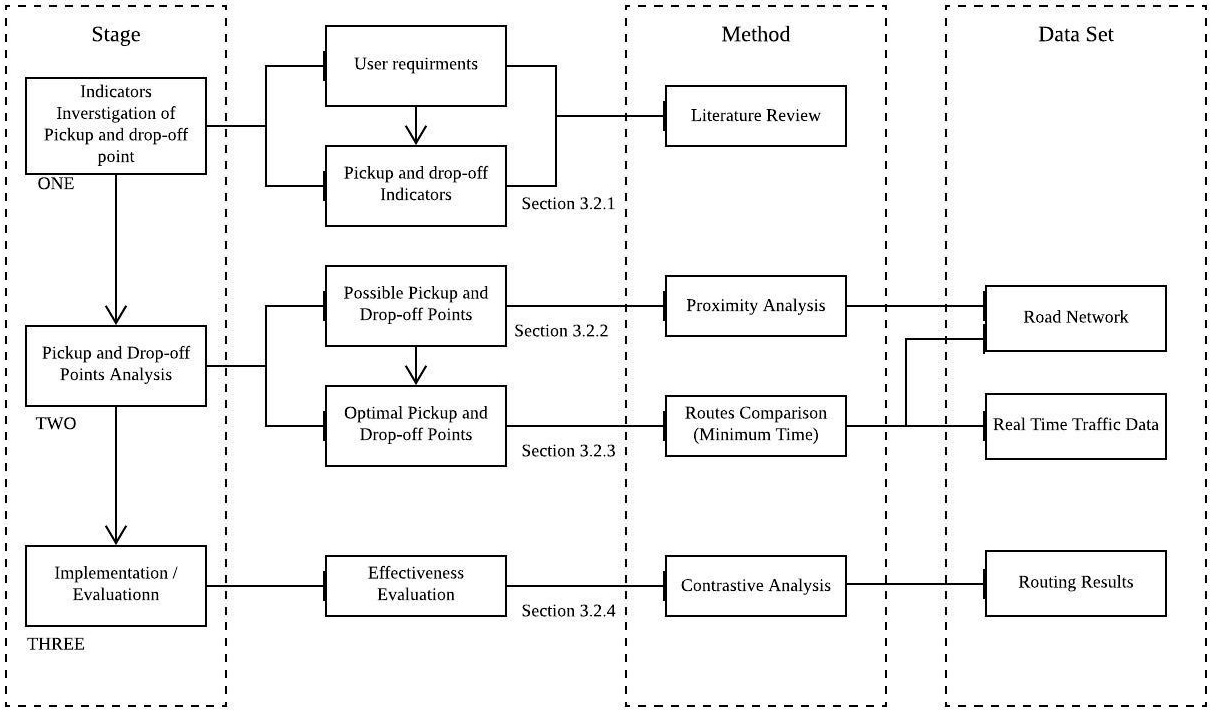 Stage
Method
Data Set
Indicators
Inverstigation of
Pickup and drop-off
point
ONE
User requirments
Pickup and drop-off
Indicators
Section 3.2.1
Literature Review
Pickup and Drop-off
Points Analysis
TWO
Possible Pickup and
Drop-off Points
Section 3.2.2
Proximity Analysis
Road Network
Optimal Pickup and
Drop-off Points
Section 3.2.3
Routes Comparison
(Minimum Time)
Real Time Traffic Data
Implementation /
Evaluationn
THREE
Effectiveness
Evaluation
Section 3.2.4
Contrastive Analysis
Routing Results